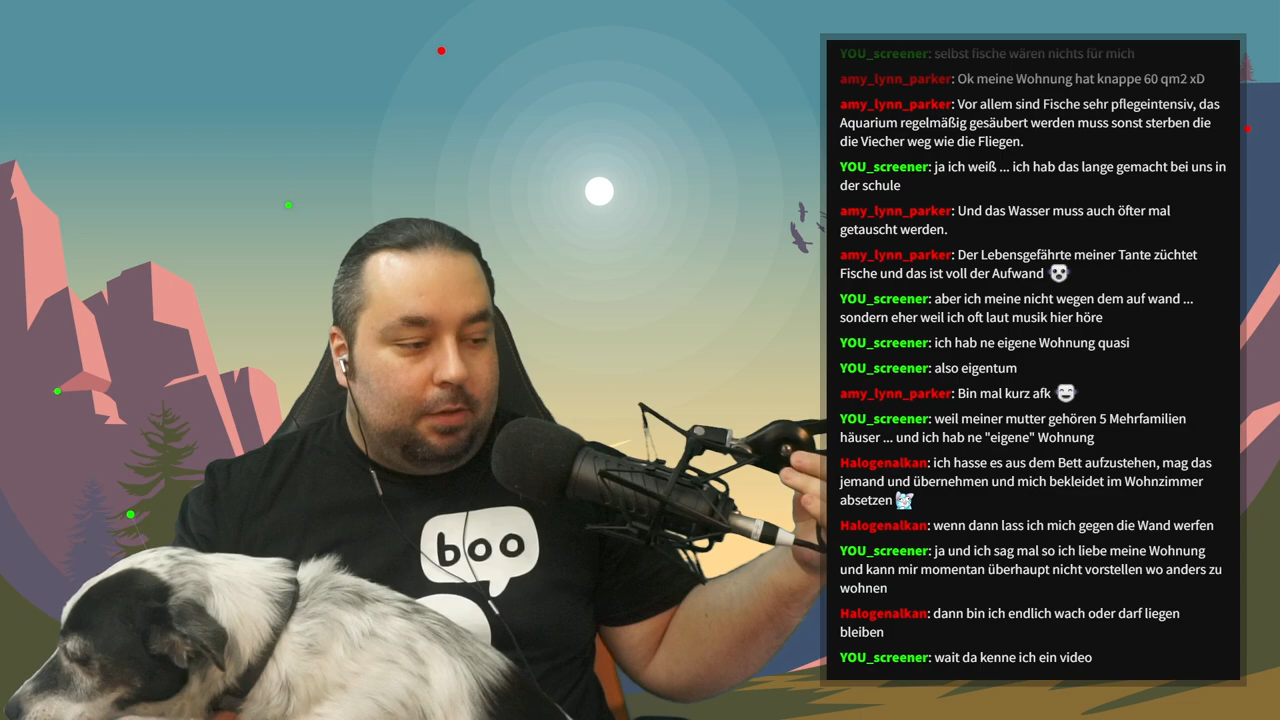 YOU_screener: selbst fische wären nichts für mich
amy_lynn_parker: Ok meine Wohnung hat knappe 60 qm2 xD
amy_lynn_parker: Vor allem sind Fische sehr pflegeintensiv, das
Aquarium regelmäßig gesäubert werden muss sonst sterben die
die Viecher weg wie die Fliegen.
YOU_screener: ja ich weiß ... ich hab das lange gemacht bei uns in
der schule
amy_lynn_parker: Und das Wasser muss auch öfter mal
getauscht werden.
amy_lynn_parker: Der Lebensgefährte meiner Tante züchtet
Fische und das ist voll der Aufwand
YOU_screener: aber ich meine nicht wegen dem auf wand ...
sondern eher weil ich oft laut musik hier höre
YOU_screener: ich hab ne eigene Wohnung quasi
YOU_screener: also eigentum
amy_lynn_parker: Bin mal kurz afk
YOU_screener: weil meiner mutter gehören 5 Mehrfamilien
häuser ... und ich hab ne "eigene" Wohnung
Halogenalkan: ich hasse es aus dem Bett aufzustehen, mag das
jemand und übernehmen und mich bekleidet im Wohnzimmer
absetzen
Halogenalkan: wenn dann lass ich mich gegen die Wand werfen
YOU_screener: ja und ich sag mal so ich liebe meine Wohnung
und kann mir momentan überhaupt nicht vorstellen wo anders zu
wohnen
Halogenalkan: dann bin ich endlich wach oder darf liegen
bleiben
YOU_screener: wait da kenne ich ein video
boo